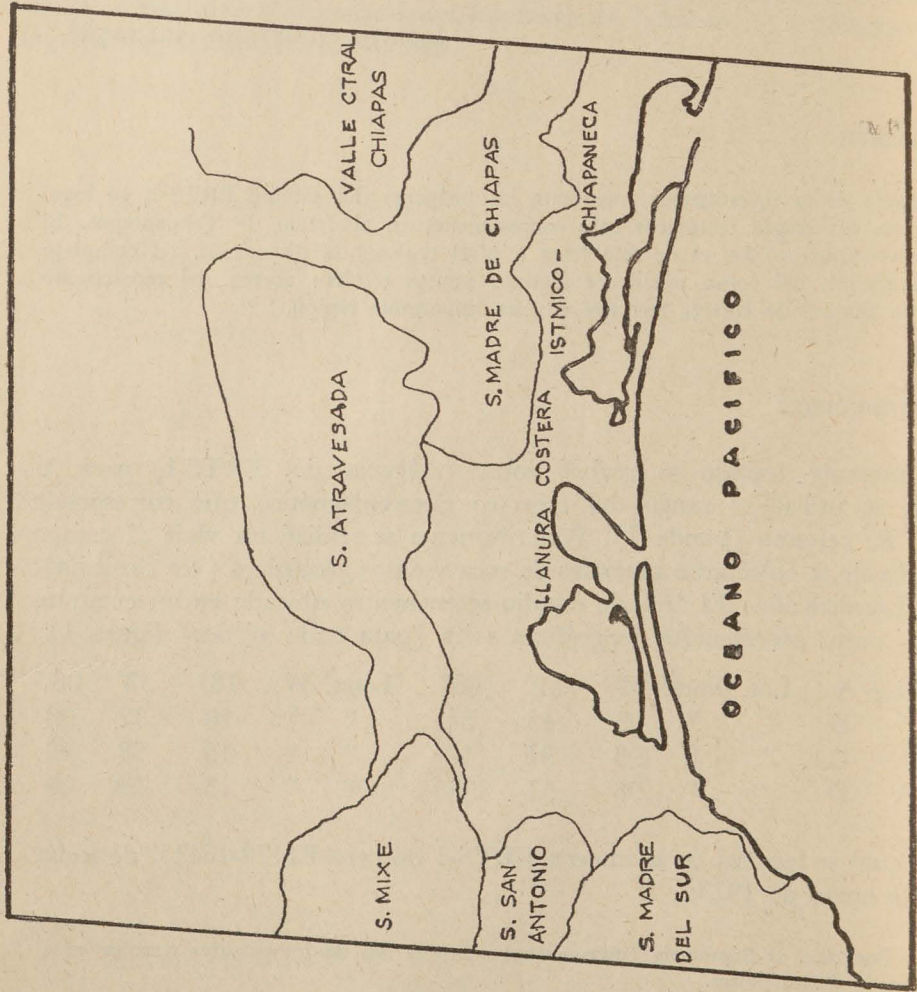 VALLE CTRAL
CHIAPAS
S. ATRAVESADA
S. MADRE DE CHIAPAS
S. MIXE
LLANURA COSTERA ISTMICO-
CHIAPANECA
S. SAN
ANTONIO
S. MADRE
DEL SUR
OCEANO PACIFICO